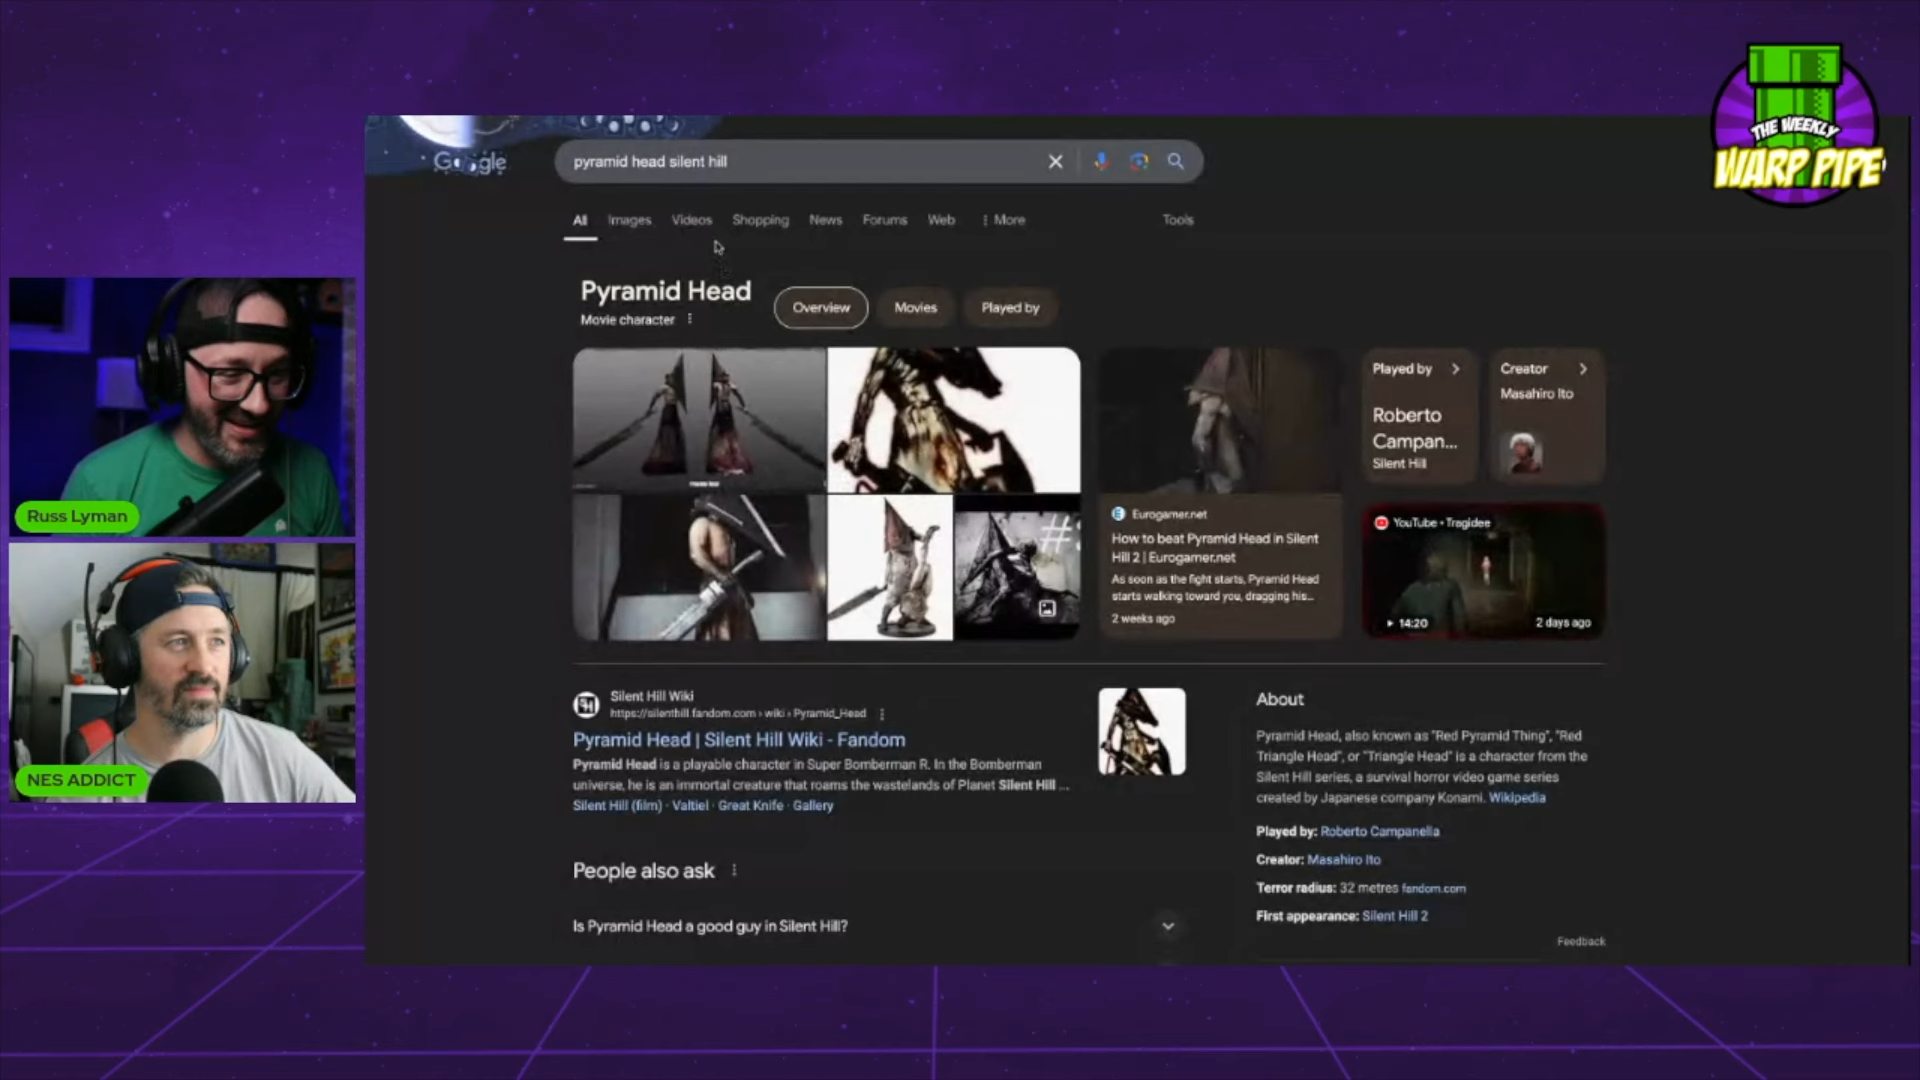 THE WEEKLY
WARP PIPE
Google
pyramid head silent hill
All
Images
Videos
Shopping
News
Forums
Web
More
Tools
Pyramid Head
Movie character
Overview
Movies
Played by
Played by
Roberto
Campan...
Silent Hill
Creator
Masahiro Ito
Eurogamer.net
How to beat Pyramid Head in Silent
Hill 2 | Eurogamer.net
As soon as the fight starts, Pyramid Head
starts walking toward you, dragging his...
2 weeks ago
YouTube • Tragidee
14:20
2 days ago
Russ Lyman
NES ADDICT
Silent Hill Wiki
https://silenthill.fandom.com › wiki › Pyramid_Head
Pyramid Head | Silent Hill Wiki - Fandom
Pyramid Head is a playable character in Super Bomberman R. In the Bomberman
universe, he is an immortal creature that roams the wastelands of Planet Silent Hill ...
Silent Hill (film) · Valtiel · Great Knife · Gallery
People also ask
Is Pyramid Head a good guy in Silent Hill?
About
Pyramid Head, also known as "Red Pyramid Thing", "Red
Triangle Head", or "Triangle Head" is a character from the
Silent Hill series, a survival horror video game series
created by Japanese company Konami. Wikipedia
Played by: Roberto Campanella
Creator: Masahiro Ito
Terror radius: 32 metres fandom.com
First appearance: Silent Hill 2
Feedback